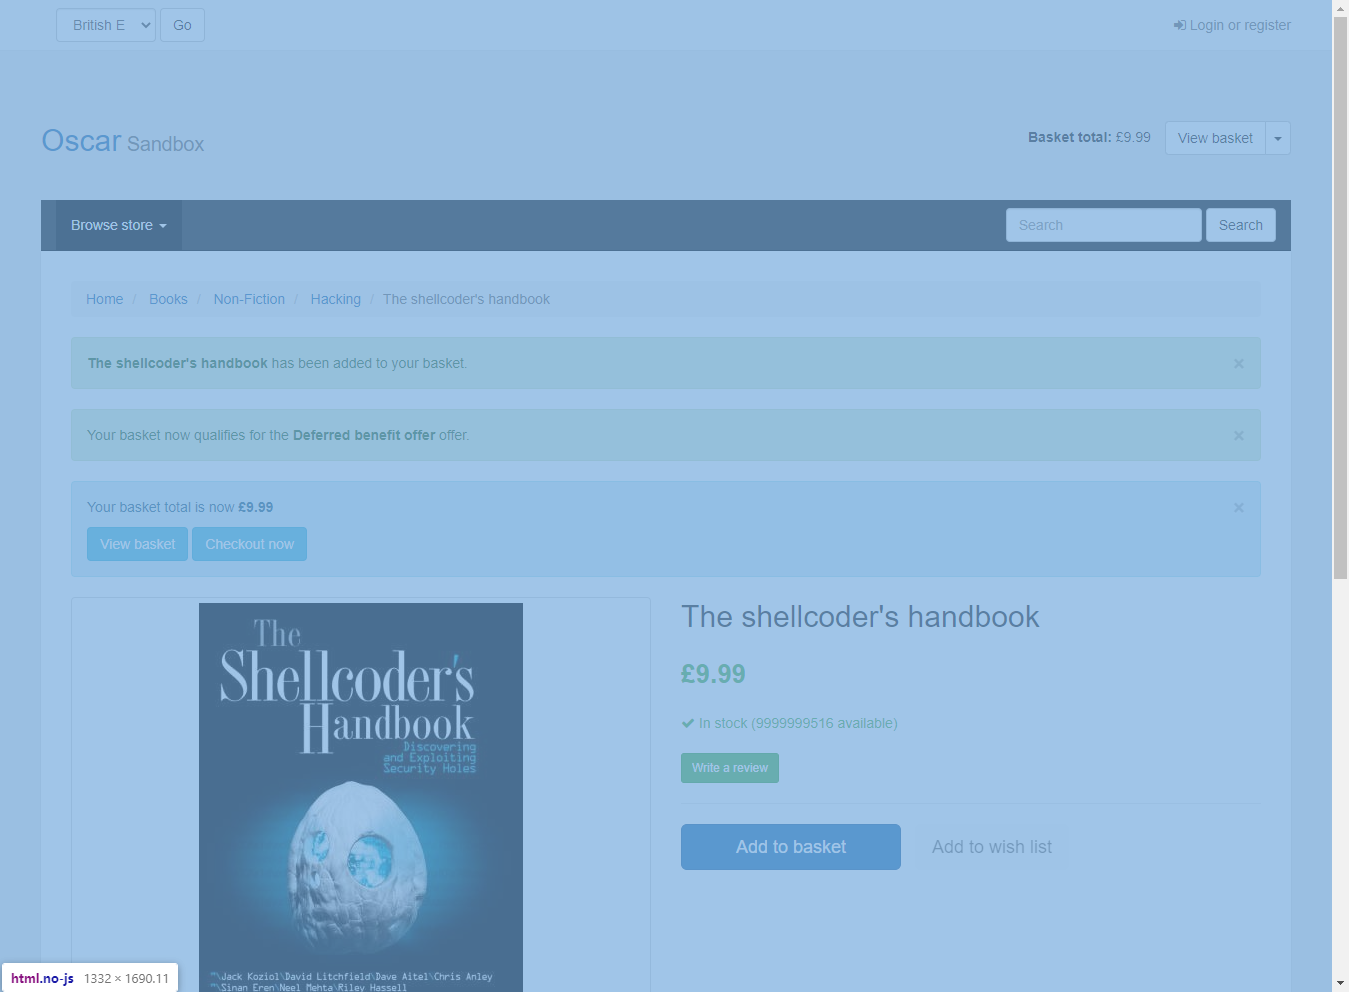 British E
Go
Login or register
Oscar Sandbox
Basket total: £9.99
View basket
Browse store
Search
Search
Home / Books / Non-Fiction / Hacking / The shellcoder's handbook
The shellcoder's handbook has been added to your basket.
×
Your basket now qualifies for the Deferred benefit offer offer.
×
Your basket total is now £9.99
×
View basket
Checkout now
The
Shellcoder's
Handbook
Discovering
and Exploiting
Security Holes
Jack Koziol\David Litchfield\Dave Aitel\Chris Anley
Sinan Eren\Neel Mehta\Riley Hassell
The shellcoder's handbook
£9.99
In stock (9999999516 available)
Write a review
Add to basket
Add to wish list
html.no-js 1332 × 1690.11